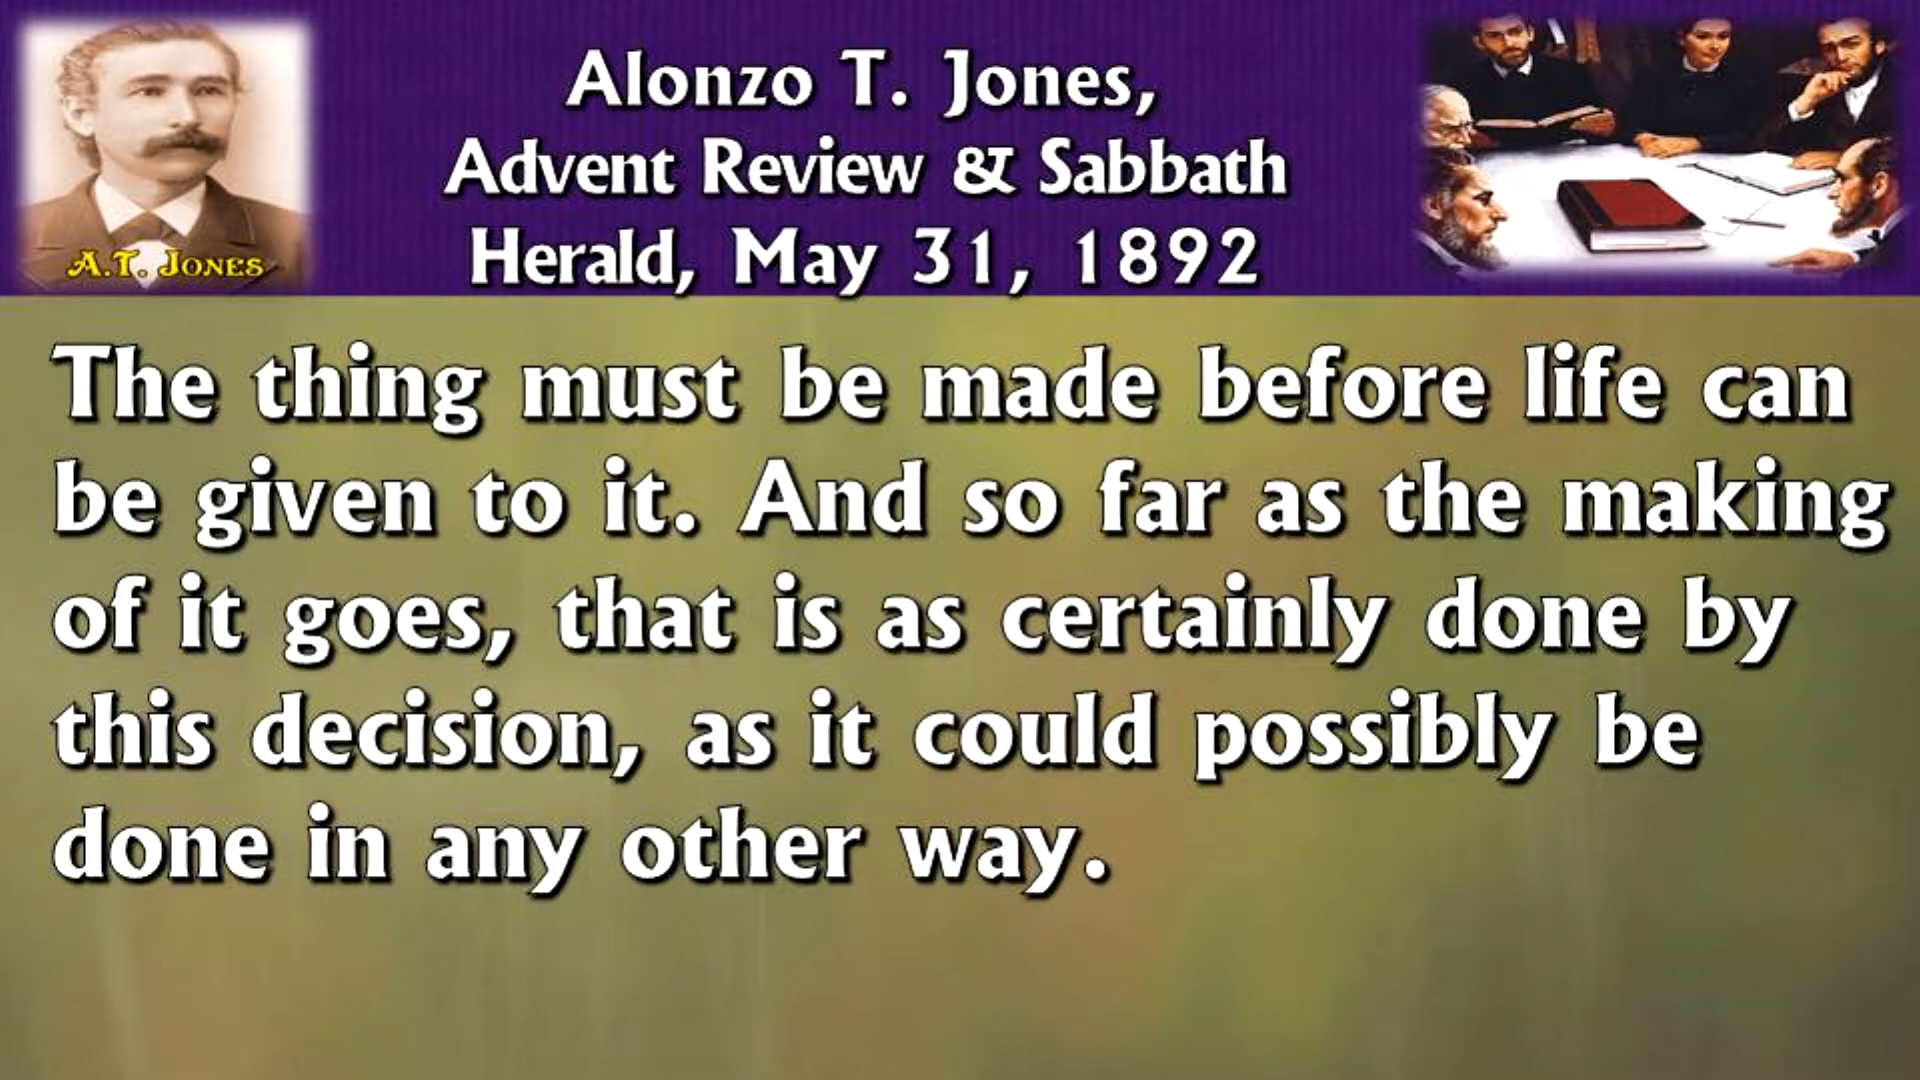 A.T. JONES
Alonzo T. Jones,
Advent Review & Sabbath
Herald, May 31, 1892
The thing must be made before life can
be given to it. And so far as the making
of it goes, that is as certainly done by
this decision, as it could possibly be
done in any other way.